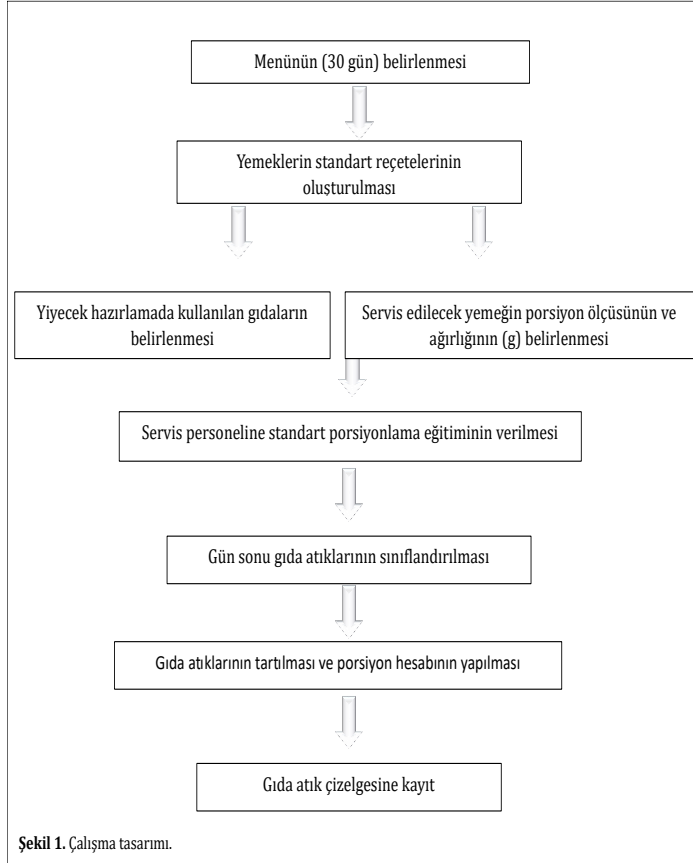 Menünün (30 gün) belirlenmesi
Yemeklerin standart reçetelerinin
oluşturulması
Yiyecek hazırlamada kullanılan gıdaların
belirlenmesi
Servis edilecek yemeğin porsiyon ölçüsünün ve
ağırlığının (g) belirlenmesi
Servis personeline standart porsiyonlama eğitiminin verilmesi
Gün sonu gıda atıklarının sınıflandırılması
Gıda atıklarının tartılması ve porsiyon hesabının yapılması
Gıda atık çizelgesine kayıt
Şekil 1. Çalışma tasarımı.